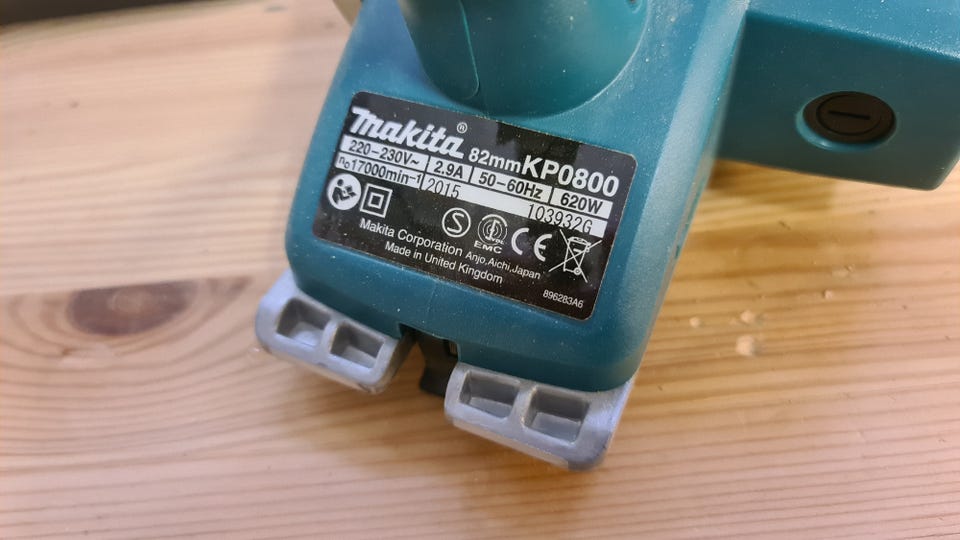 makita® 82mm KP0800
220-230V~ 2.9A 50-60Hz 620W
n₀17000min⁻¹ 2015 103932G
S EMC CE
Makita Corporation Anjo,Aichi,Japan
Made in United Kingdom
896283A6